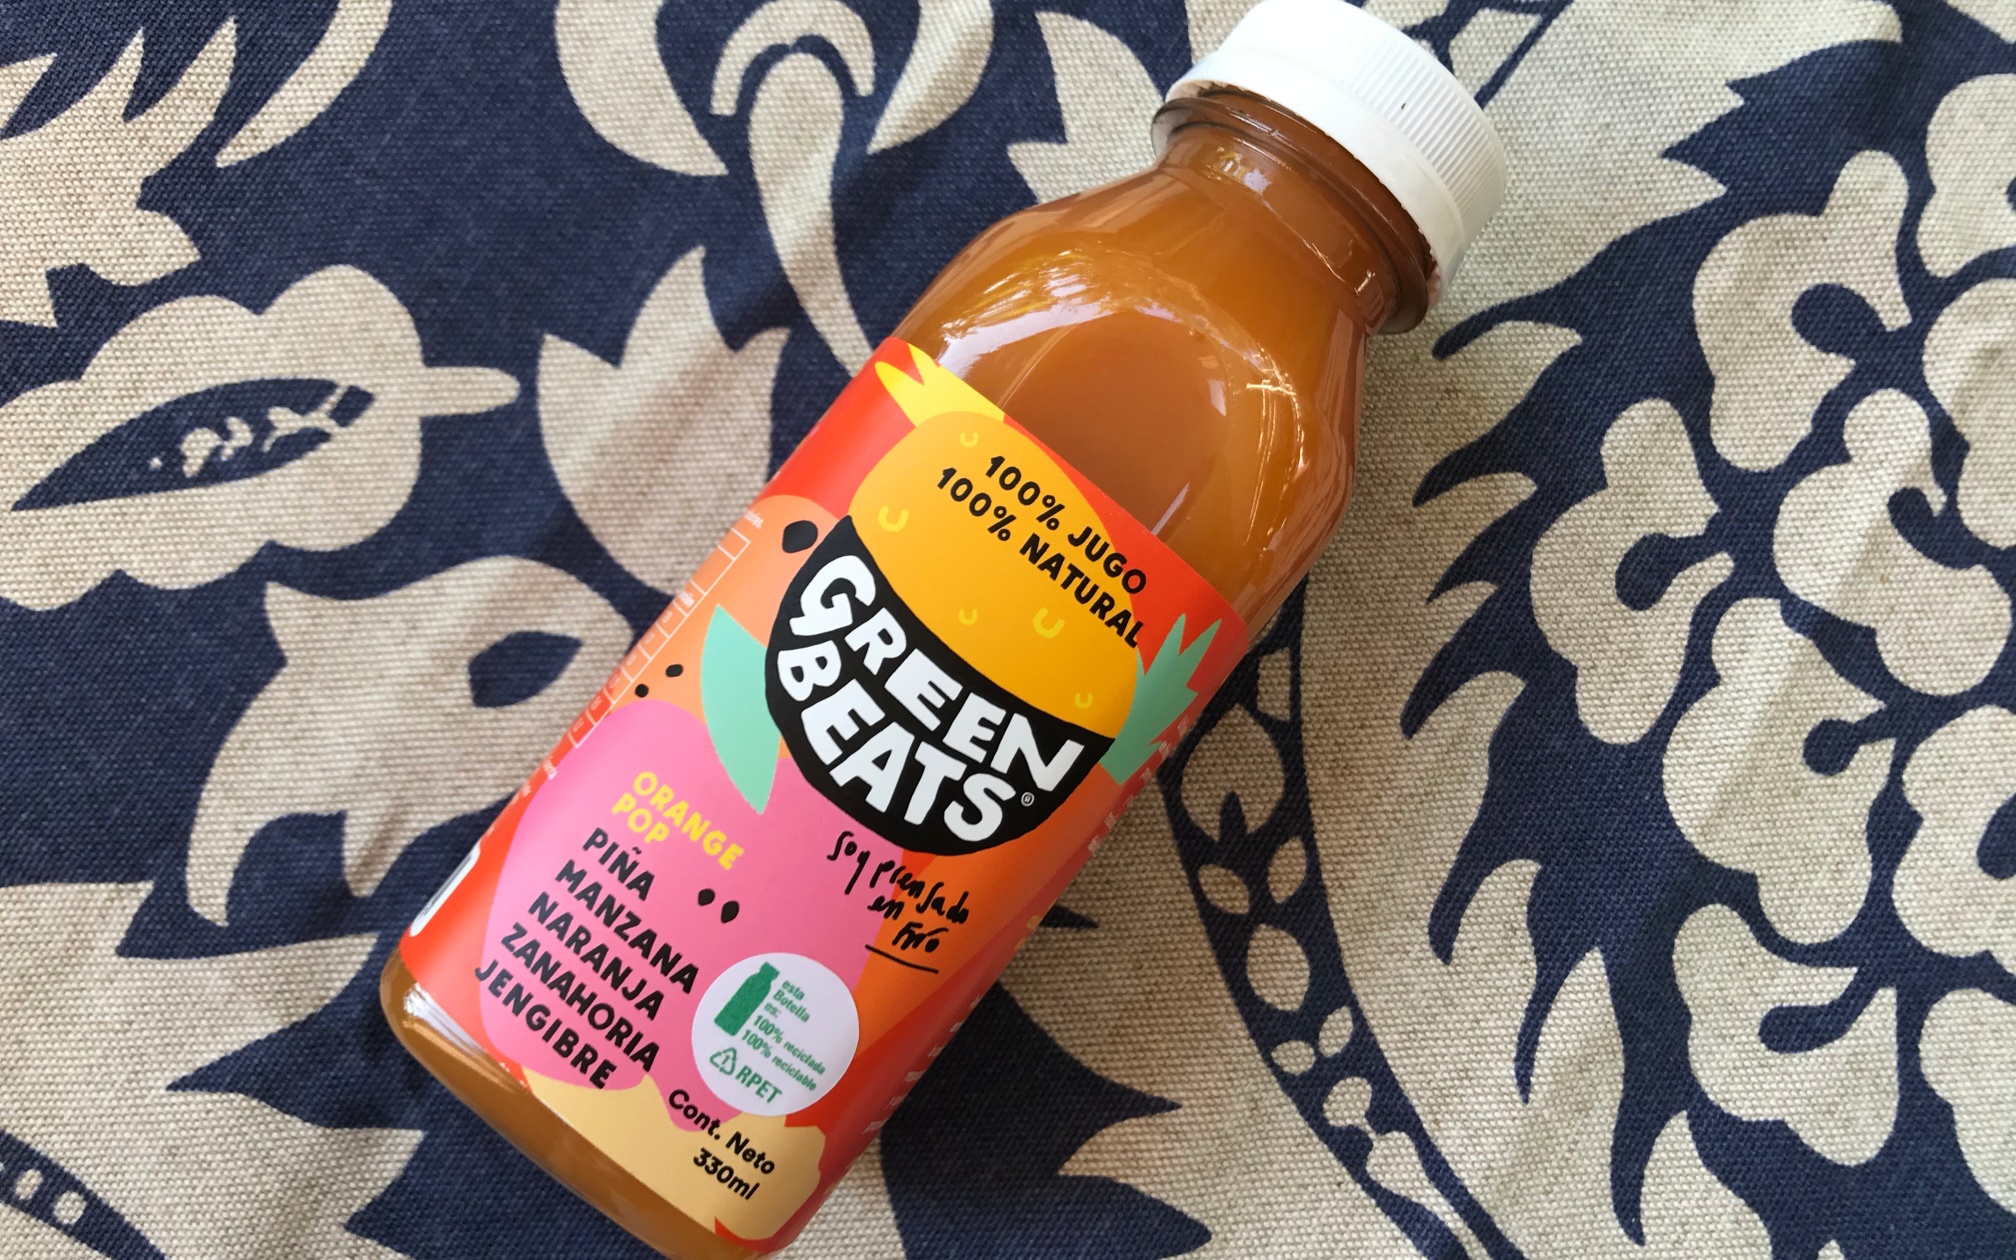 100% JUGO
100% NATURAL
GREEN
BEATS®
ORANGE
POP
PIÑA
MANZANA
NARANJA
ZANAHORIA
JENGIBRE
Soy prensado
en
Frío
esta
Botella
es:
100% reciclada
100% reciclable
1 RPET
Cont. Neto
330ml